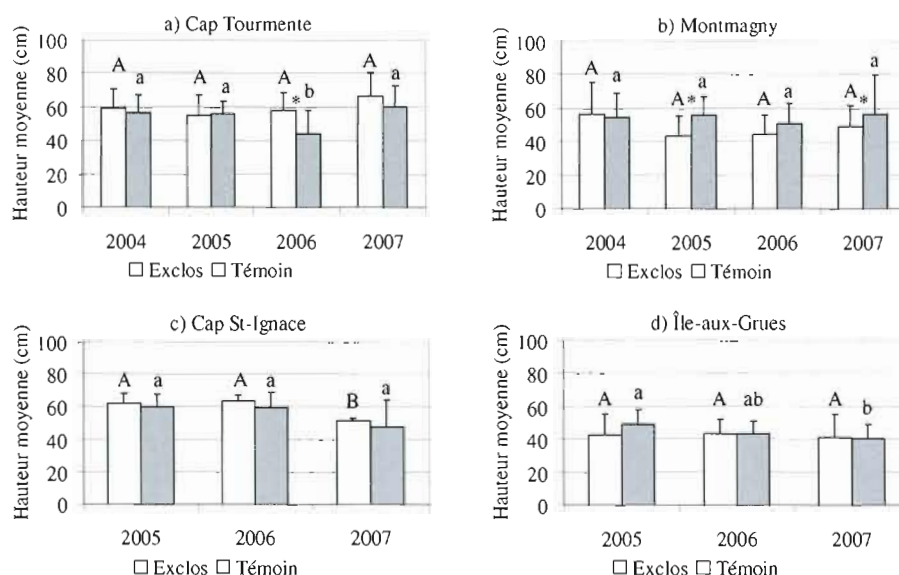 a) Cap Tourmente
Hauteur moyenne (cm)
100
80
60
40
20
0
A a A a A * b A a
2004 2005 2006 2007
□ Exclos □ Témoin
b) Montmagny
Hauteur moyenne (cm)
100
80
60
40
20
0
A a A * a A a A * a
2004 2005 2006 2007
□ Exclos □ Témoin
c) Cap St-Ignace
Hauteur moyenne (cm)
100
80
60
40
20
0
A a A a B a
2005 2006 2007
□ Exclos □ Témoin
d) Île-aux-Grues
Hauteur moyenne (cm)
100
80
60
40
20
0
A a A ab A b
2005 2006 2007
□ Exclos □ Témoin